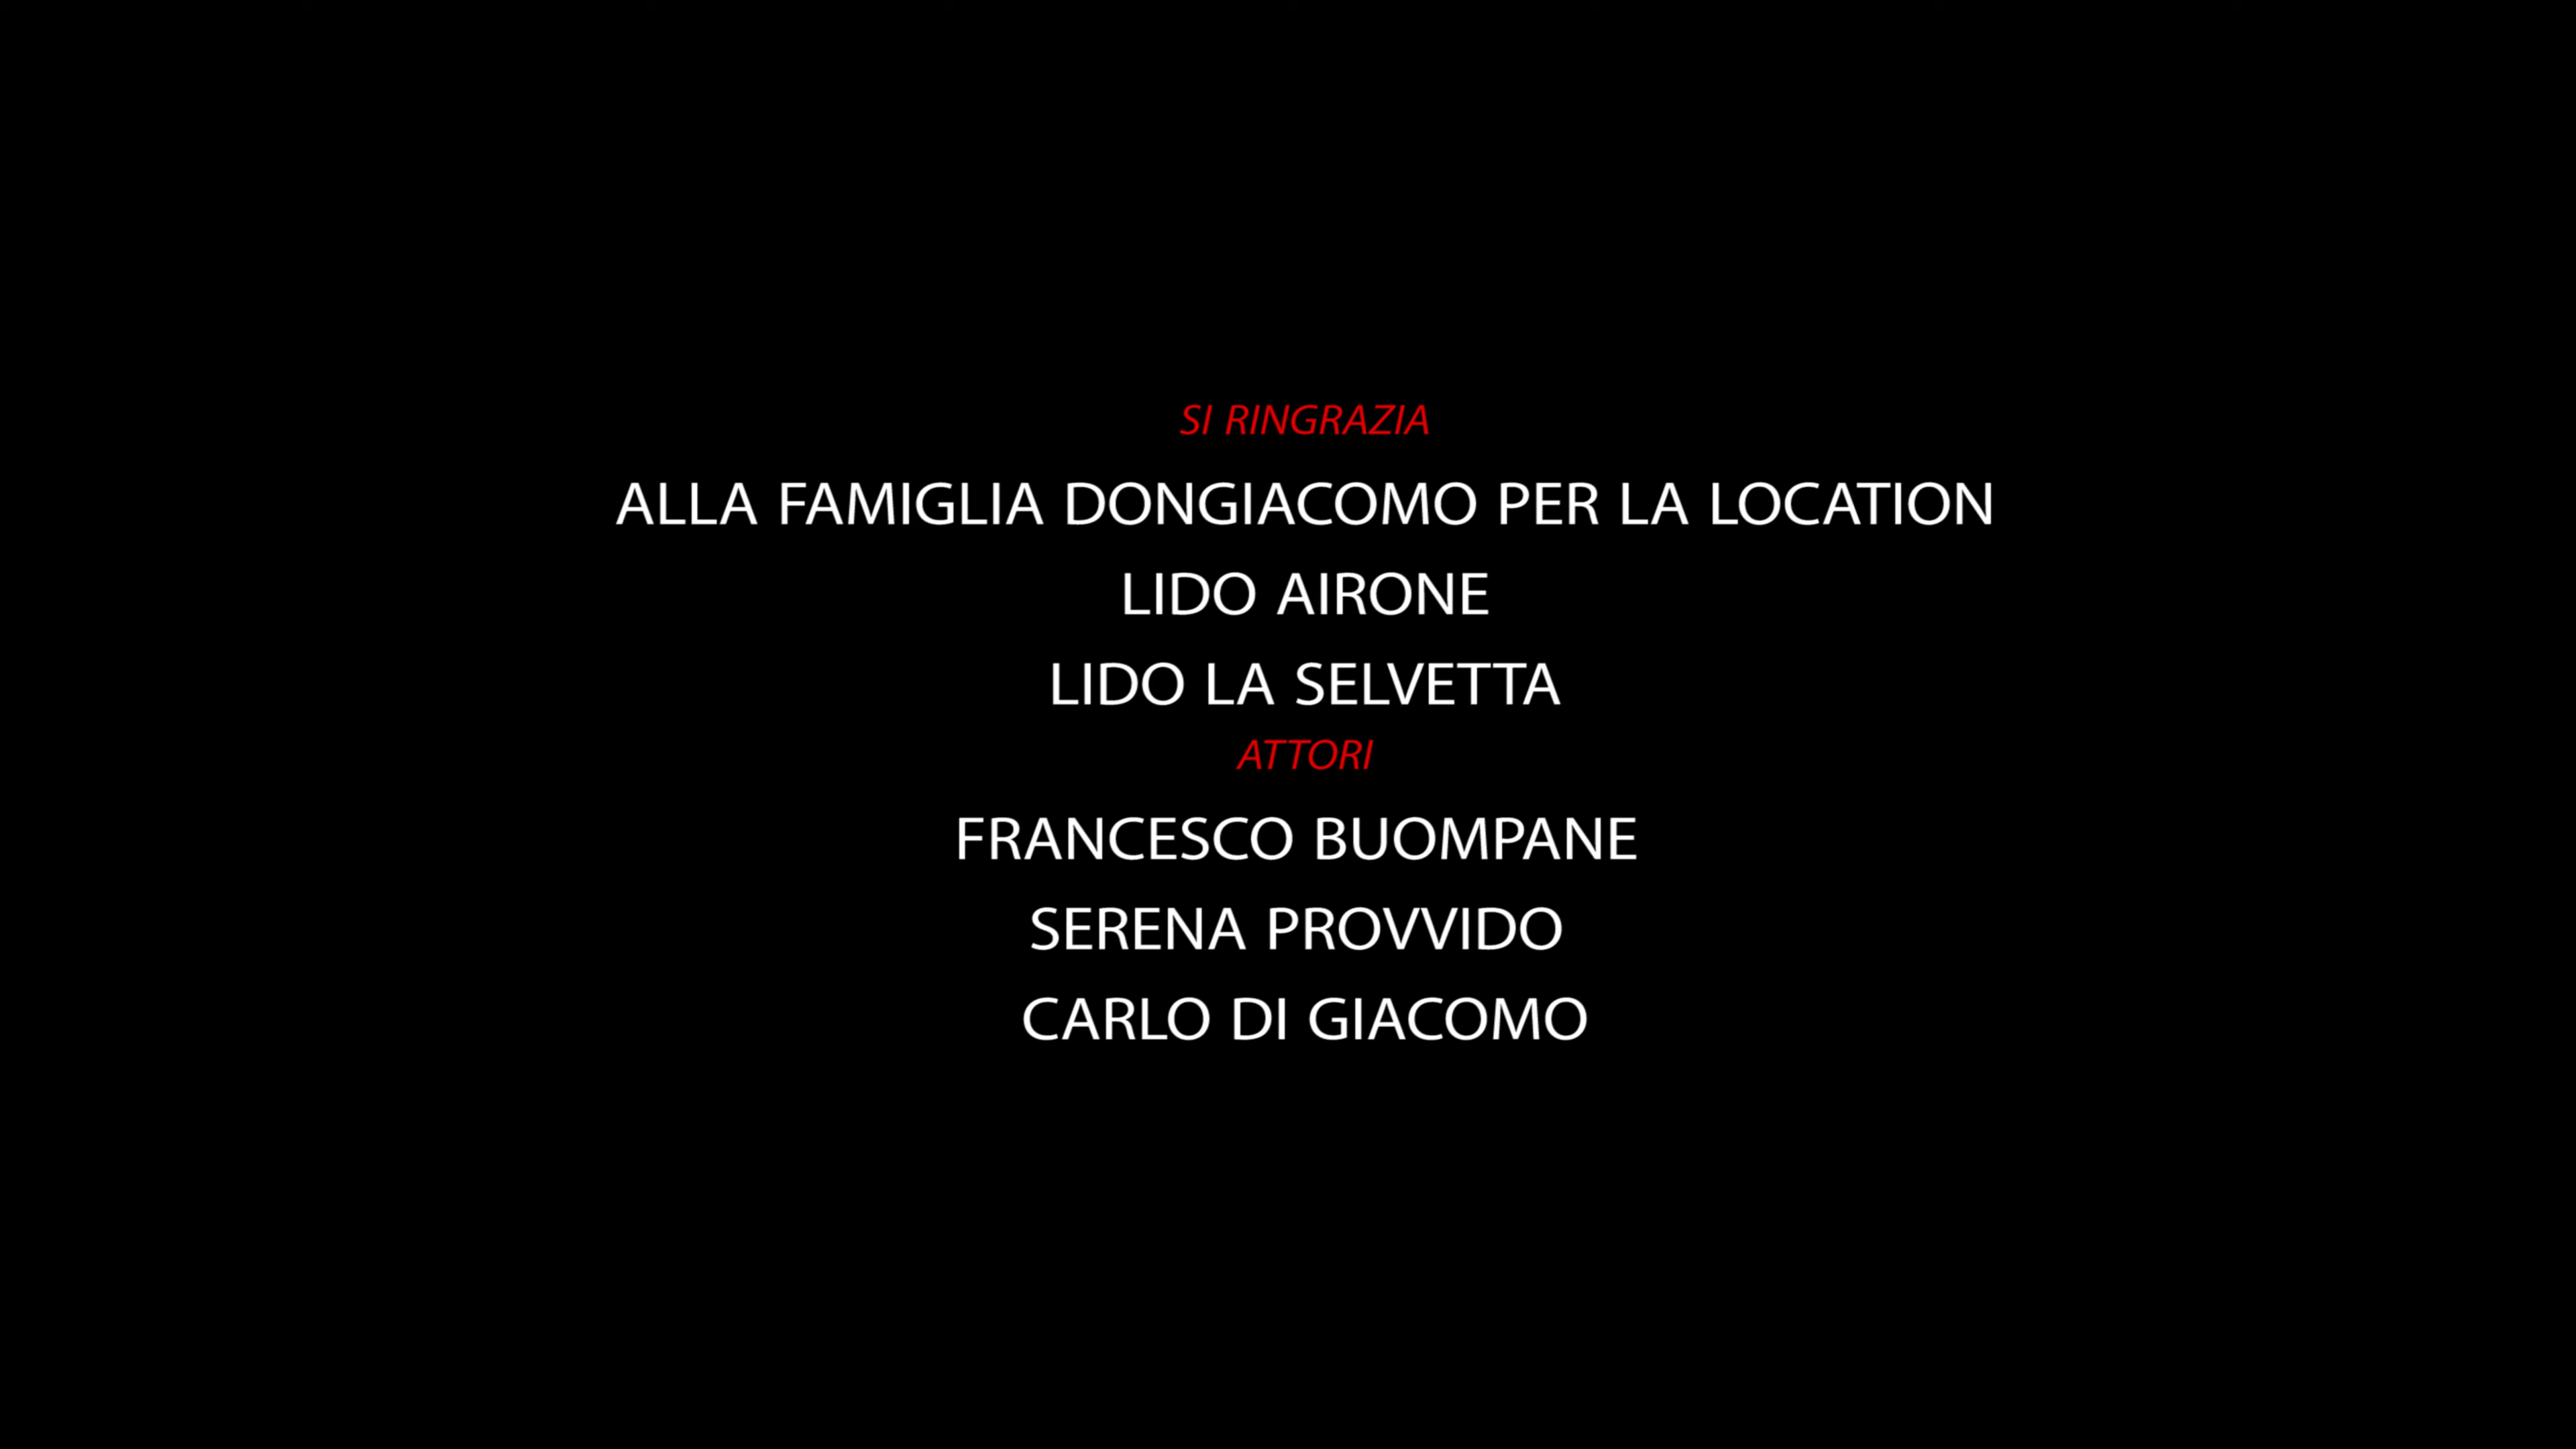 SI RINGRAZIA
ALLA FAMIGLIA DONGIACOMO PER LA LOCATION
LIDO AIRONE
LIDO LA SELVETTA
ATTORI
FRANCESCO BUOMPANE
SERENA PROVVIDO
CARLO DI GIACOMO